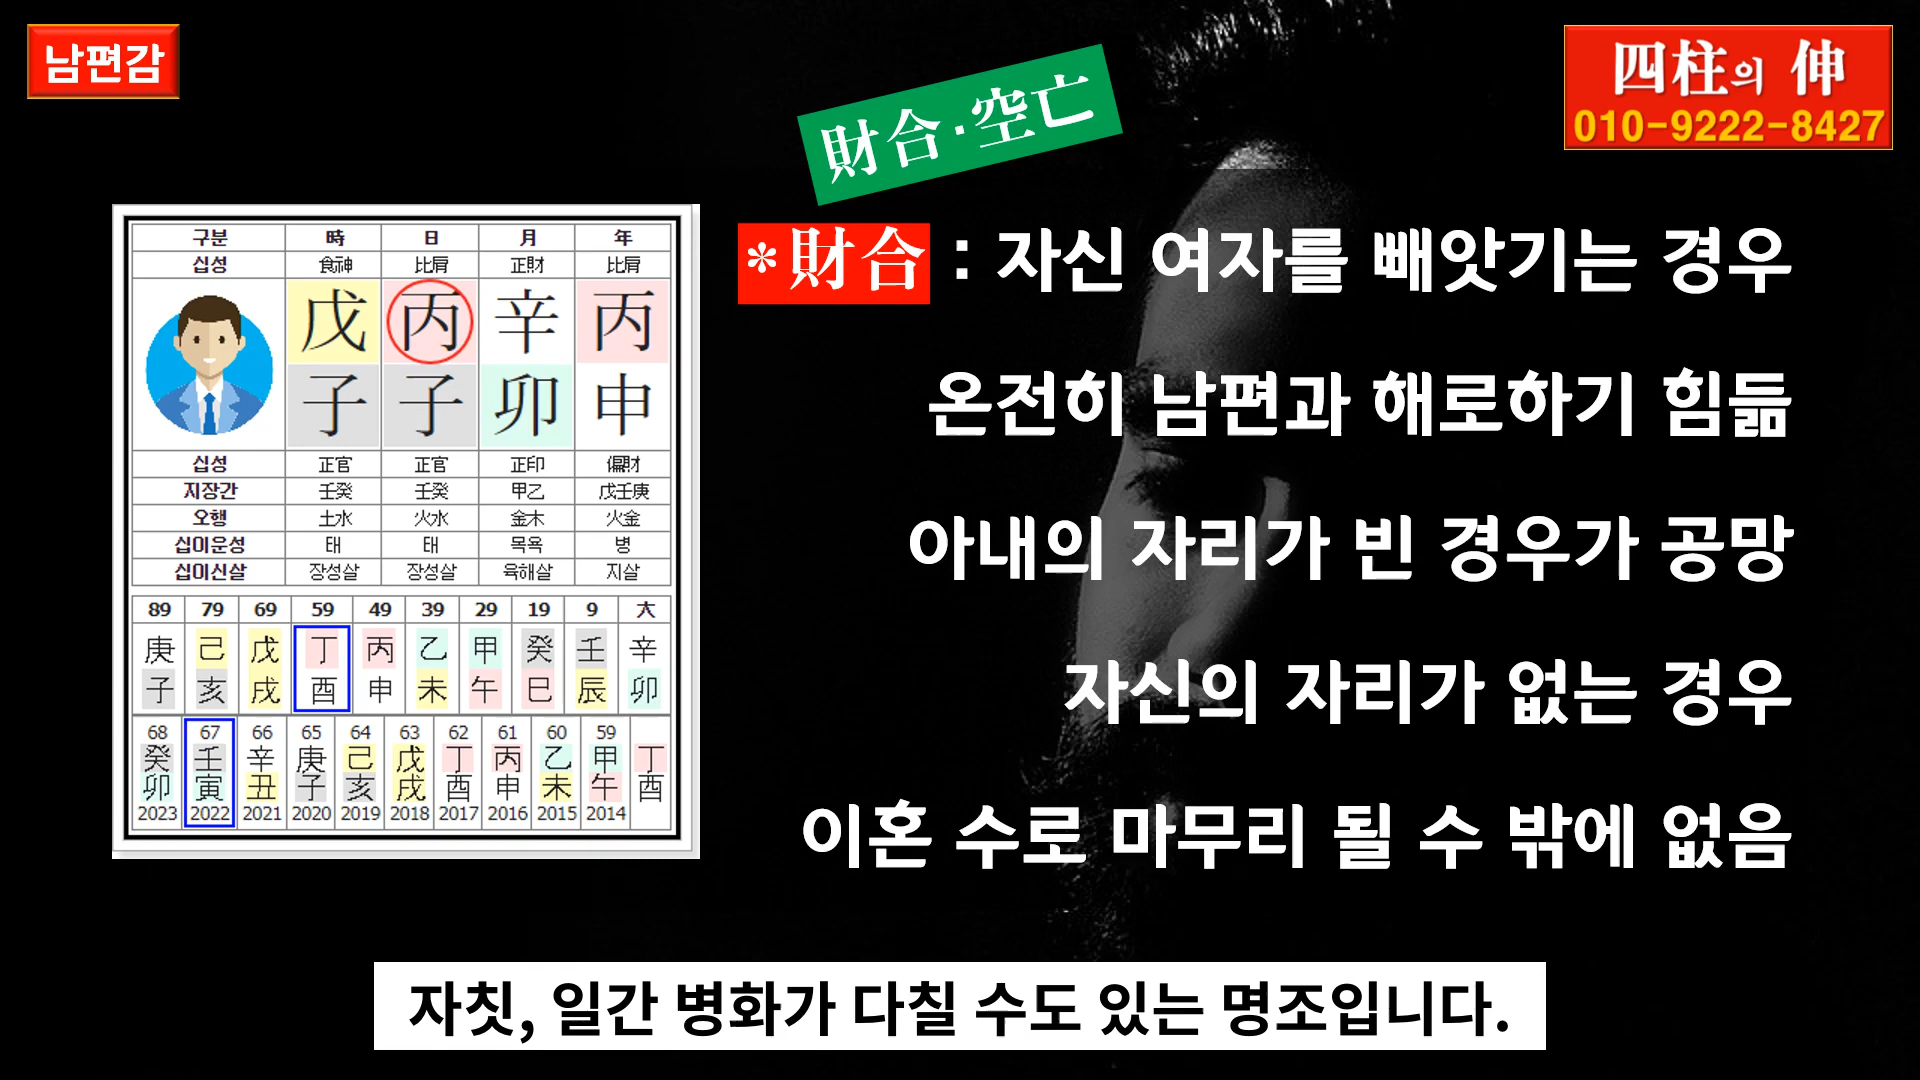 남편감
四柱의 伸
010-9222-8427
財合·空亡
*財合 : 자신 여자를 빼앗기는 경우
온전히 남편과 해로하기 힘듦
아내의 자리가 빈 경우가 공망
자신의 자리가 없는 경우
이혼 수로 마무리 될 수 밖에 없음
구분 時 日 月 年
십성 食神 比肩 正財 比肩
戊 丙 辛 丙
子 子 卯 申
십성 正官 正官 正印 偏財
지장간 壬癸 壬癸 甲乙 戊壬庚
오행 土水 火水 金木 火金
십이운성 태 태 목욕 병
십이신살 장성살 장성살 육해살 지살
89 79 69 59 49 39 29 19 9 大
庚 己 戊 丁 丙 乙 甲 癸 壬 辛
子 亥 戌 酉 申 未 午 巳 辰 卯
68 67 66 65 64 63 62 61 60 59
癸 壬 辛 庚 己 戊 丁 丙 乙 甲 丁
卯 寅 丑 子 亥 戌 酉 申 未 午 酉
2023 2022 2021 2020 2019 2018 2017 2016 2015 2014
자칫, 일간 병화가 다칠 수도 있는 명조입니다.